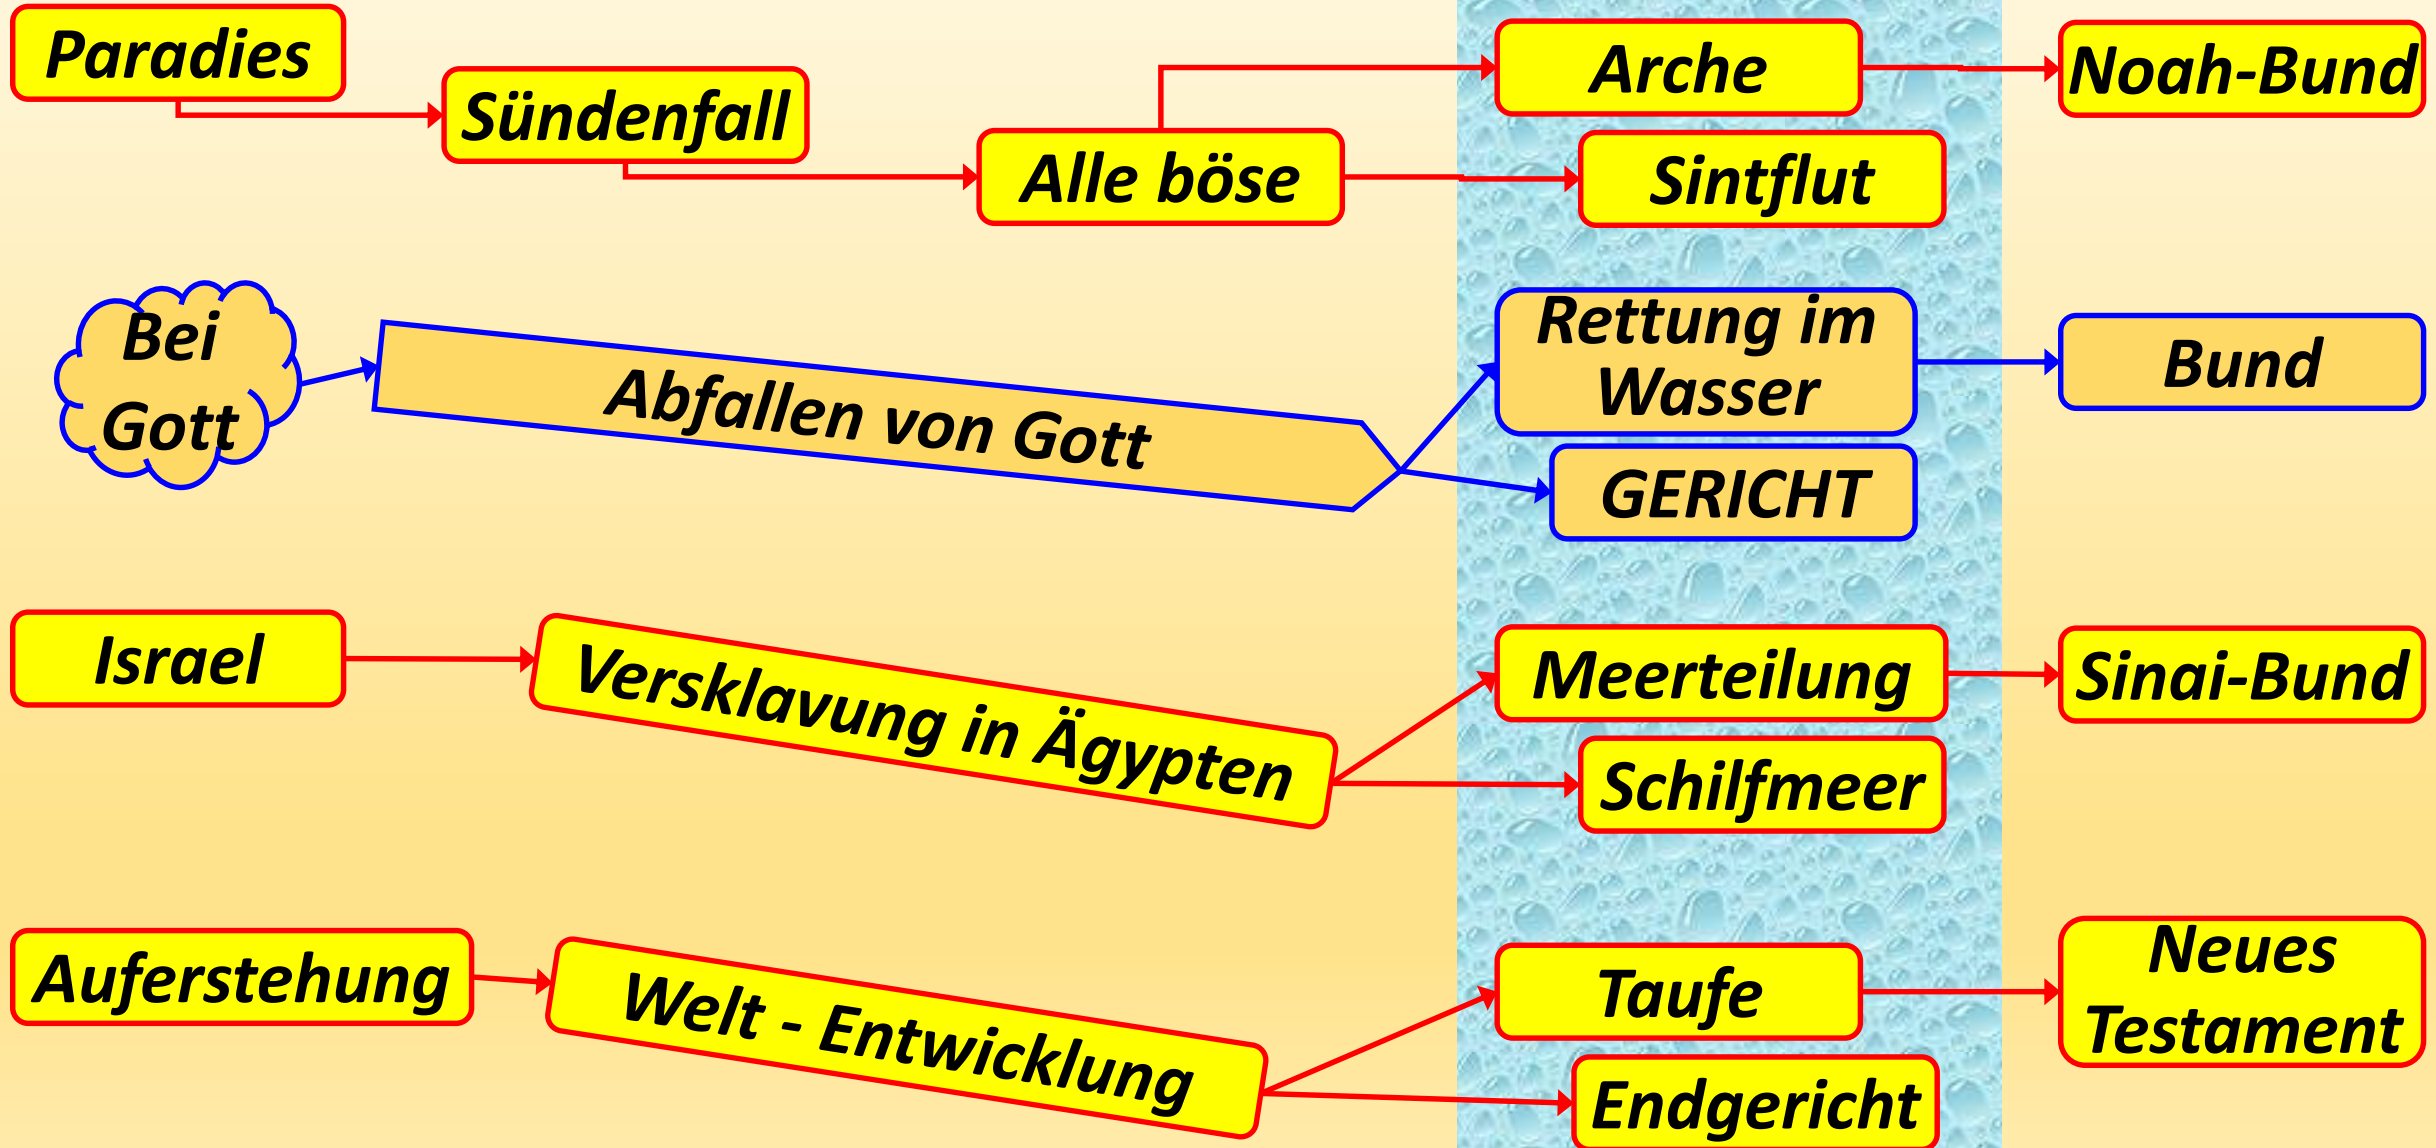 Paradies
Sündenfall
Alle böse
Arche
Sintflut
Noah-Bund
Bei
Gott
Abfallen von Gott
Rettung im
Wasser
GERICHT
Bund
Israel
Versklavung in Ägypten
Meerteilung
Schilfmeer
Sinai-Bund
Auferstehung
Welt - Entwicklung
Taufe
Endgericht
Neues
Testament